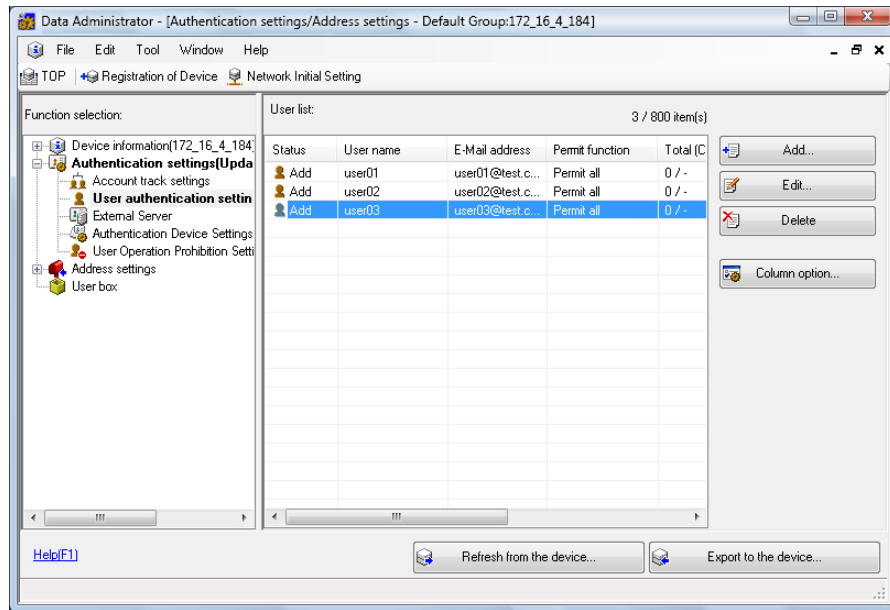 Data Administrator - [Authentication settings/Address settings - Default Group:172_16_4_184]
File Edit Tool Window Help
TOP Registration of Device Network Initial Setting
Function selection:
Device information(172_16_4_184
Authentication settings(Upda
Account track settings
User authentication settin
External Server
Authentication Device Settings
User Operation Prohibition Setti
Address settings
User box
User list:
3 / 800 item(s)
Status User name E-Mail address Permit function Total (C
Add user01 user01@test.c... Permit all 0 / -
Add user02 user02@test.c... Permit all 0 / -
Add user03 user03@test.c... Permit all 0 / -
Add...
Edit...
Delete
Column option...
Help(F1)
Refresh from the device...
Export to the device...